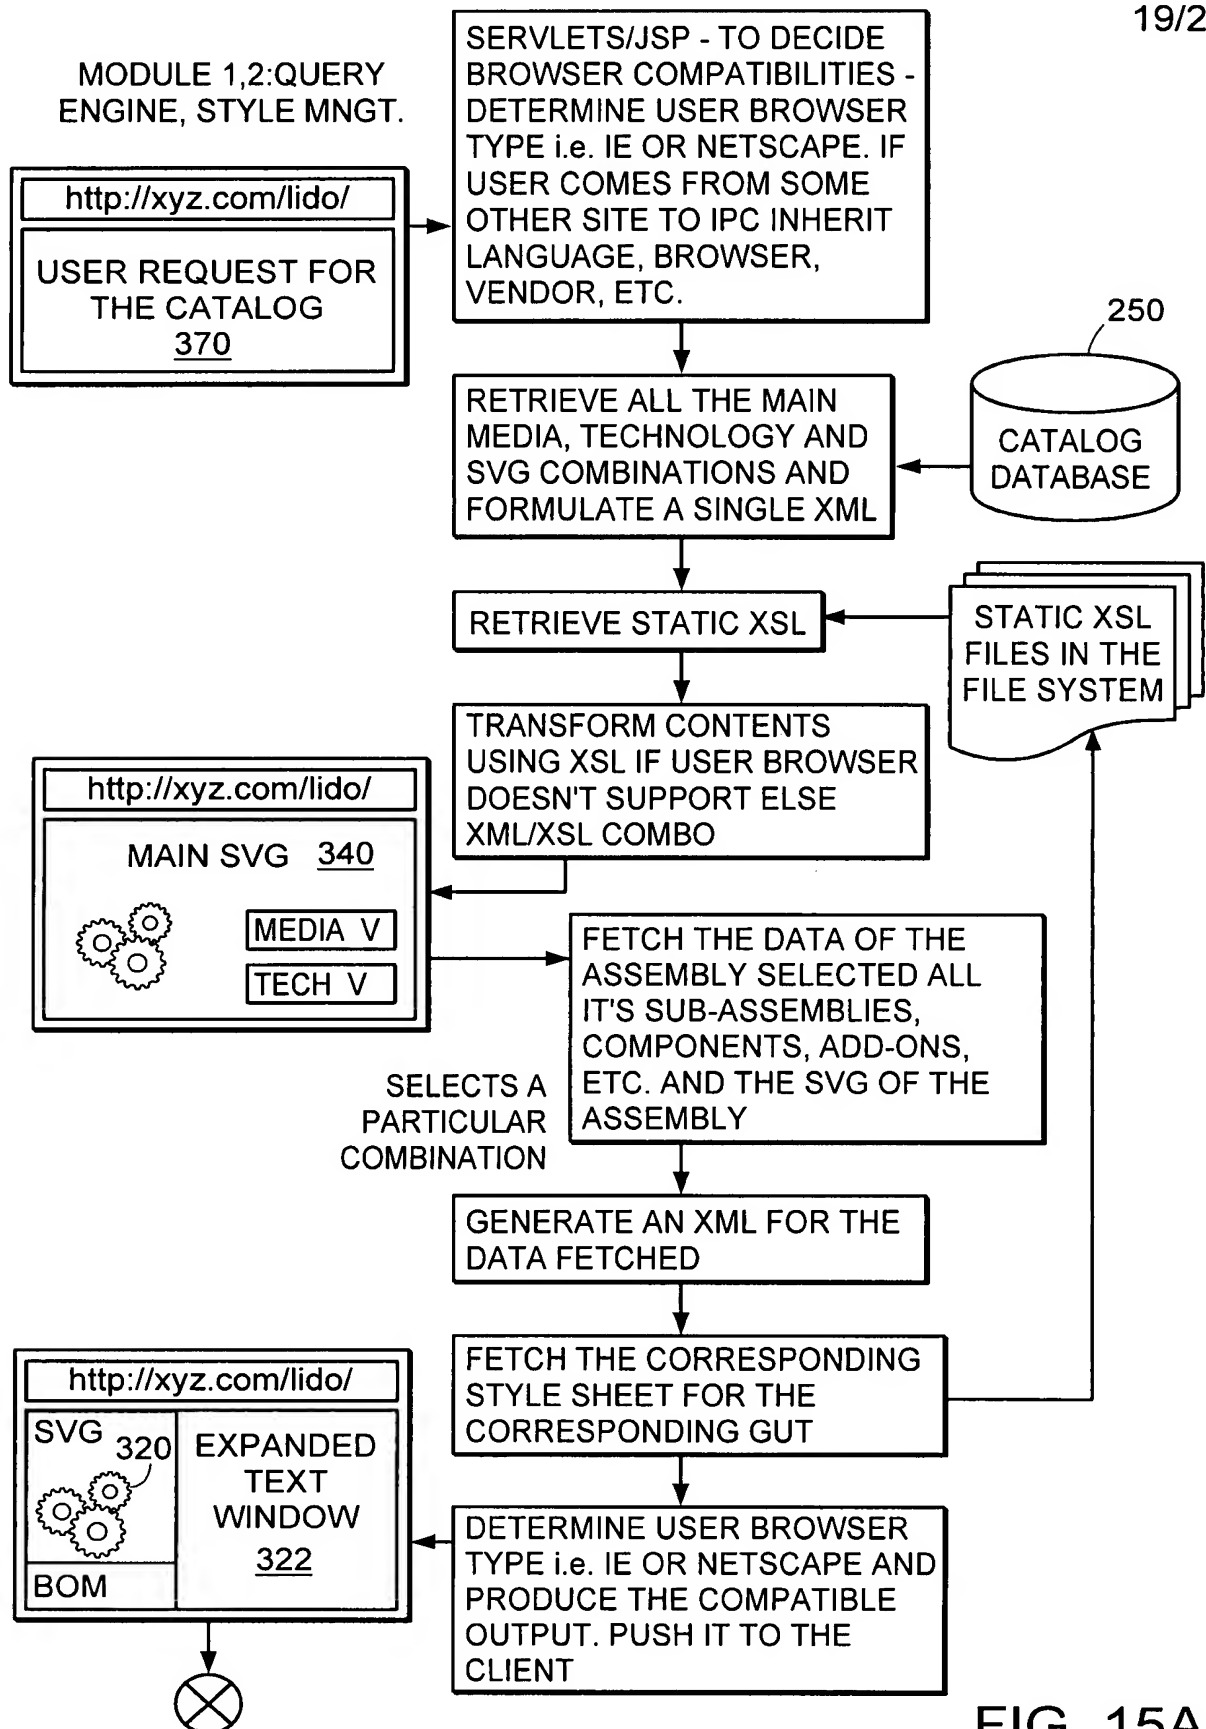 19/2
MODULE 1,2:QUERY
ENGINE, STYLE MNGT.
http://xyz.com/lido/
USER REQUEST FOR
THE CATALOG
370
SERVLETS/JSP - TO DECIDE
BROWSER COMPATIBILITIES -
DETERMINE USER BROWSER
TYPE i.e. IE OR NETSCAPE. IF
USER COMES FROM SOME
OTHER SITE TO IPC INHERIT
LANGUAGE, BROWSER,
VENDOR, ETC.
250
RETRIEVE ALL THE MAIN
MEDIA, TECHNOLOGY AND
SVG COMBINATIONS AND
FORMULATE A SINGLE XML
CATALOG
DATABASE
RETRIEVE STATIC XSL
STATIC XSL
FILES IN THE
FILE SYSTEM
TRANSFORM CONTENTS
USING XSL IF USER BROWSER
DOESN'T SUPPORT ELSE
XML/XSL COMBO
http://xyz.com/lido/
MAIN SVG 340
MEDIA V
TECH V
FETCH THE DATA OF THE
ASSEMBLY SELECTED ALL
IT'S SUB-ASSEMBLIES,
COMPONENTS, ADD-ONS,
ETC. AND THE SVG OF THE
ASSEMBLY
SELECTS A
PARTICULAR
COMBINATION
GENERATE AN XML FOR THE
DATA FETCHED
FETCH THE CORRESPONDING
STYLE SHEET FOR THE
CORRESPONDING GUT
http://xyz.com/lido/
SVG 320
BOM
EXPANDED
TEXT
WINDOW
322
DETERMINE USER BROWSER
TYPE i.e. IE OR NETSCAPE AND
PRODUCE THE COMPATIBLE
OUTPUT. PUSH IT TO THE
CLIENT
FIG. 15A